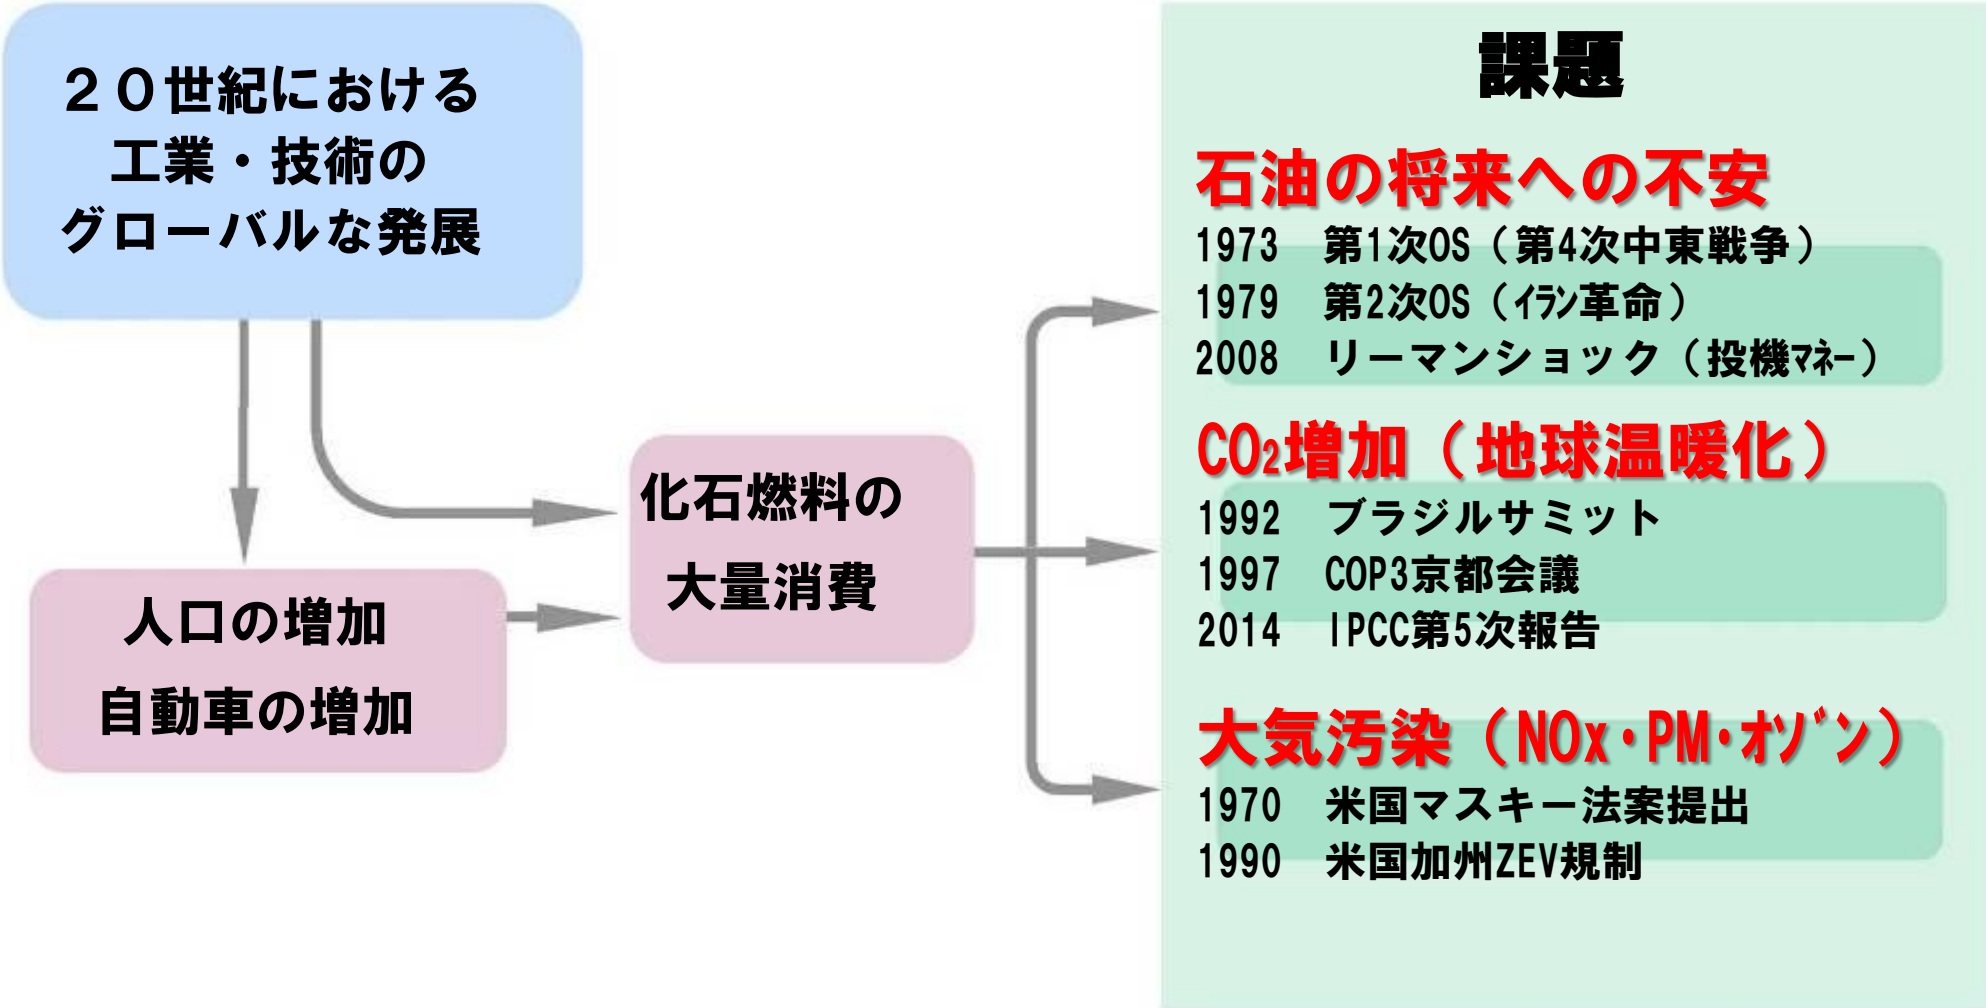 ２０世紀における
工業・技術の
グローバルな発展
人口の増加
自動車の増加
化石燃料の
大量消費
課題
石油の将来への不安
1973　第1次OS（第4次中東戦争）
1979　第2次OS（ｲﾗﾝ革命）
2008　リーマンショック（投機ﾏﾈｰ）
CO₂増加（地球温暖化）
1992　ブラジルサミット
1997　COP3京都会議
2014　IPCC第5次報告
大気汚染（NOx･PM･ｵｿﾞﾝ）
1970　米国マスキー法案提出
1990　米国加州ZEV規制